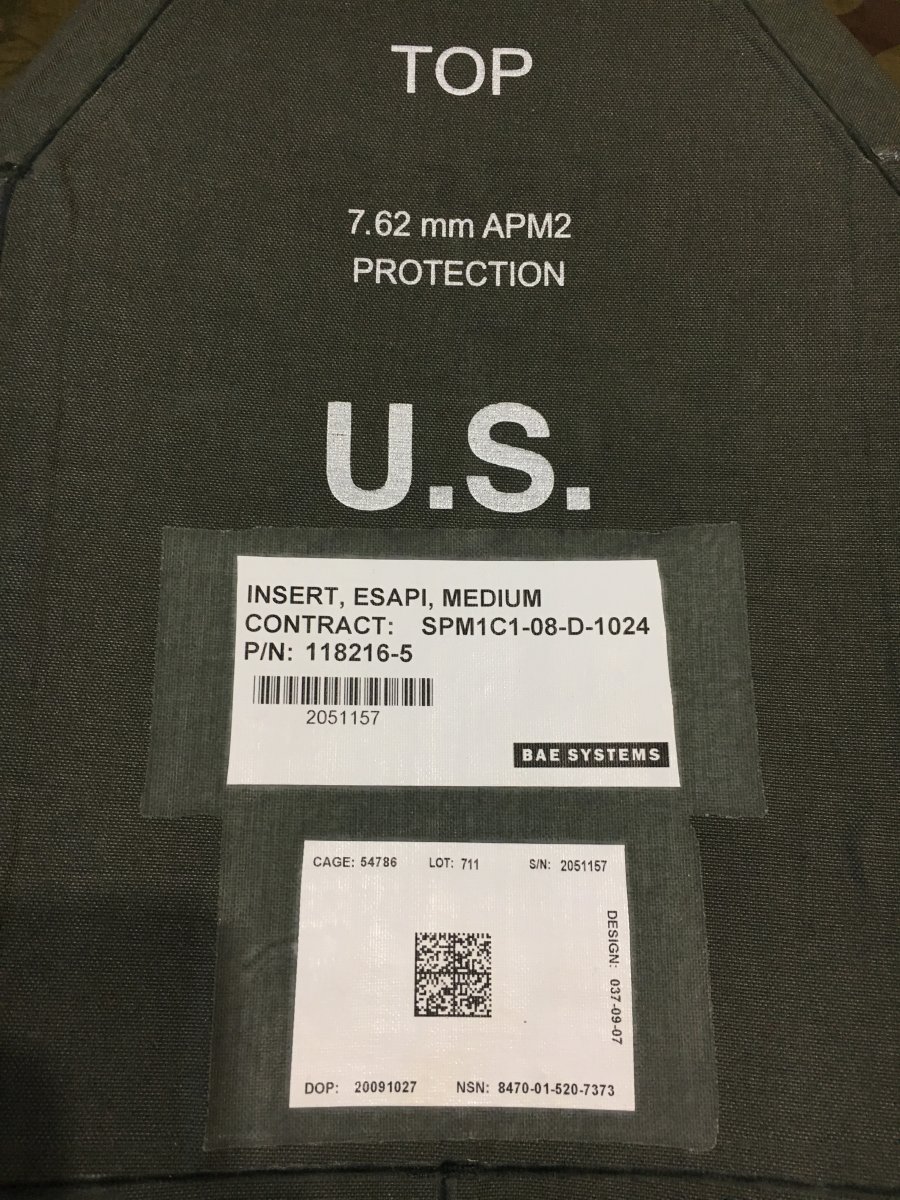 TOP
7.62 mm APM2
PROTECTION
U.S.
INSERT, ESAPI, MEDIUM
CONTRACT: SPM1C1-08-D-1024
P/N: 118216-5
2051157
BAE SYSTEMS
CAGE: 54786 LOT: 711 S/N: 2051157
DESIGN: 037-09-07
DOP: 20091027 NSN: 8470-01-520-7373